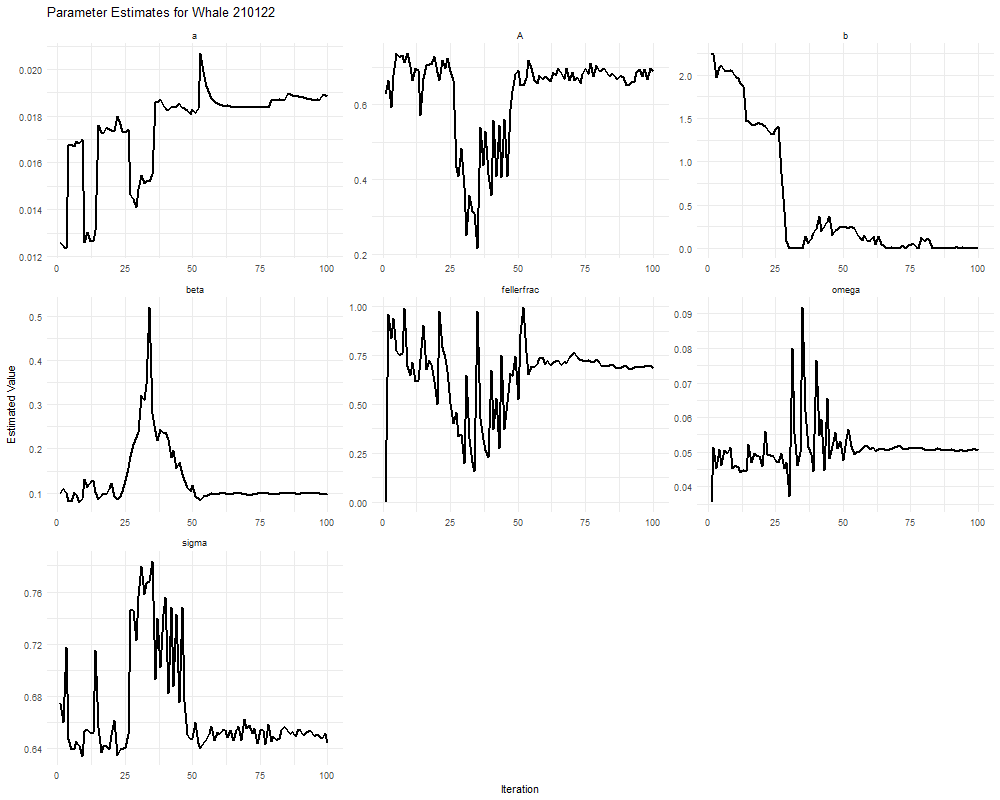 Parameter Estimates for Whale 210122
a A b
0.020
0.018
0.016
0.014
0.012
0 25 50 75 100
0.6
0.4
0.2
0 25 50 75 100
2.0
1.5
1.0
0.5
0.0
0 25 50 75 100
beta fellerfrac omega
0.5
0.4
0.3
0.2
0.1
0 25 50 75 100
1.00
0.75
0.50
0.25
0.00
0 25 50 75 100
0.09
0.08
0.07
0.06
0.05
0.04
0 25 50 75 100
sigma
0.76
0.72
0.68
0.64
0 25 50 75 100
Estimated Value
Iteration